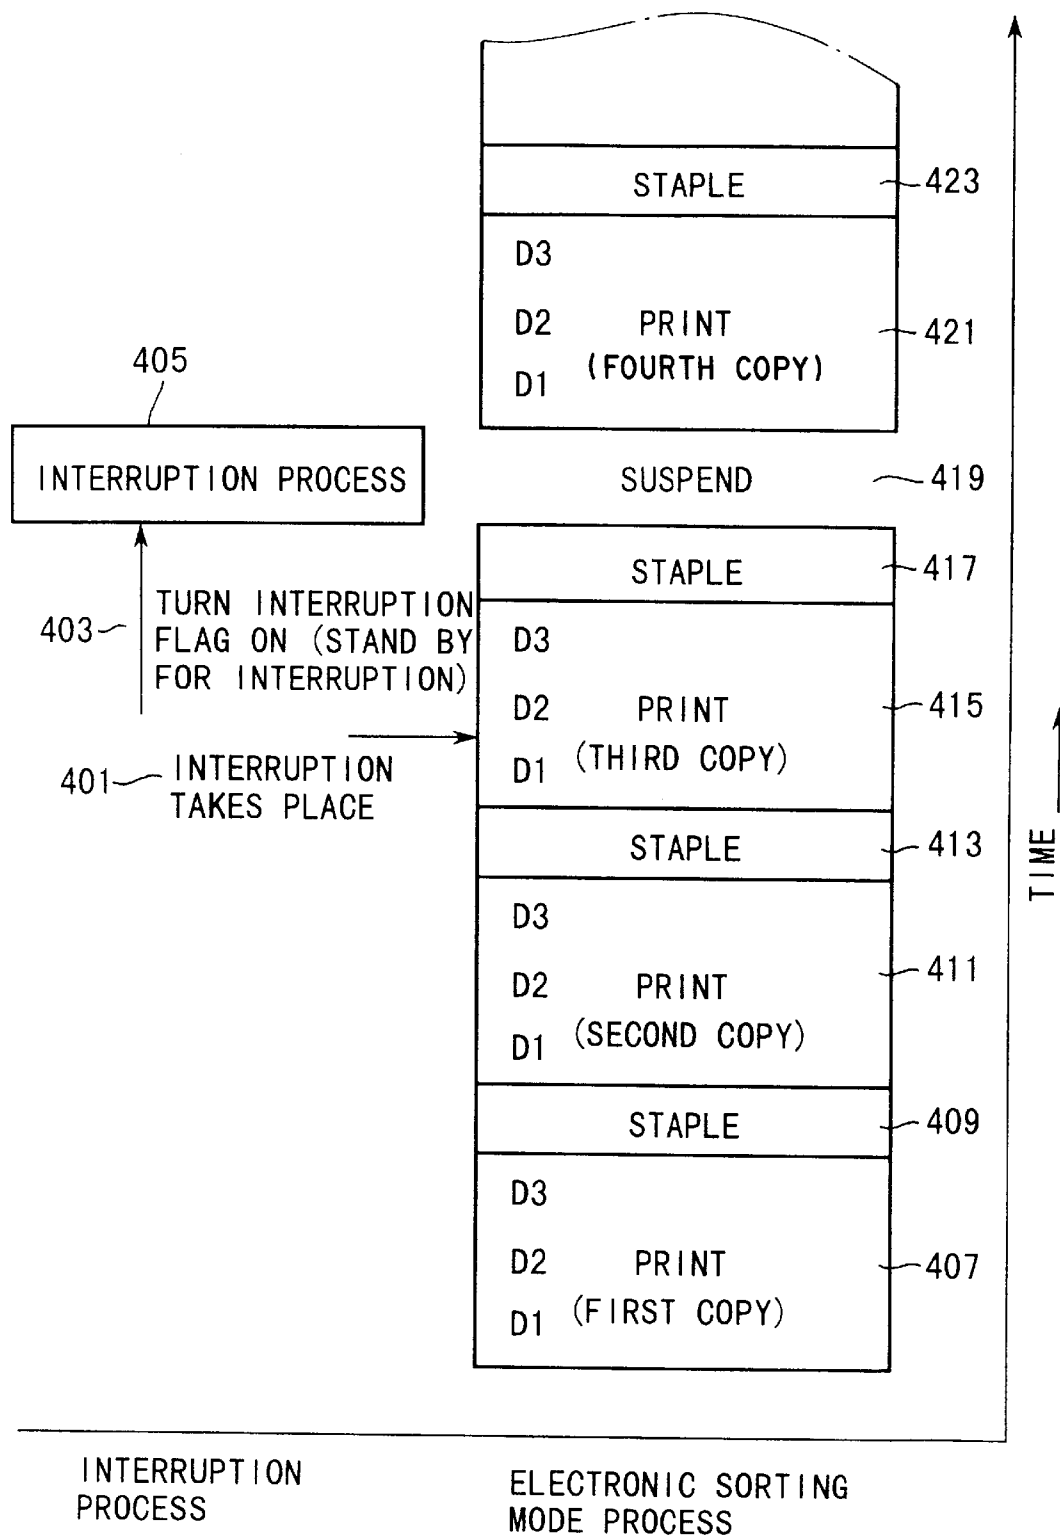 STAPLE
423
D3
D2 PRINT
421
(FOURTH COPY)
D1
405
INTERRUPTION PROCESS
SUSPEND
419
STAPLE
417
TURN INTERRUPTION
FLAG ON (STAND BY
FOR INTERRUPTION)
403
D3
D2 PRINT
415
(THIRD COPY)
D1
401
INTERRUPTION
TAKES PLACE
STAPLE
413
TIME
D3
D2 PRINT
411
(SECOND COPY)
D1
STAPLE
409
D3
D2 PRINT
407
(FIRST COPY)
D1
INTERRUPTION
PROCESS
ELECTRONIC SORTING
MODE PROCESS